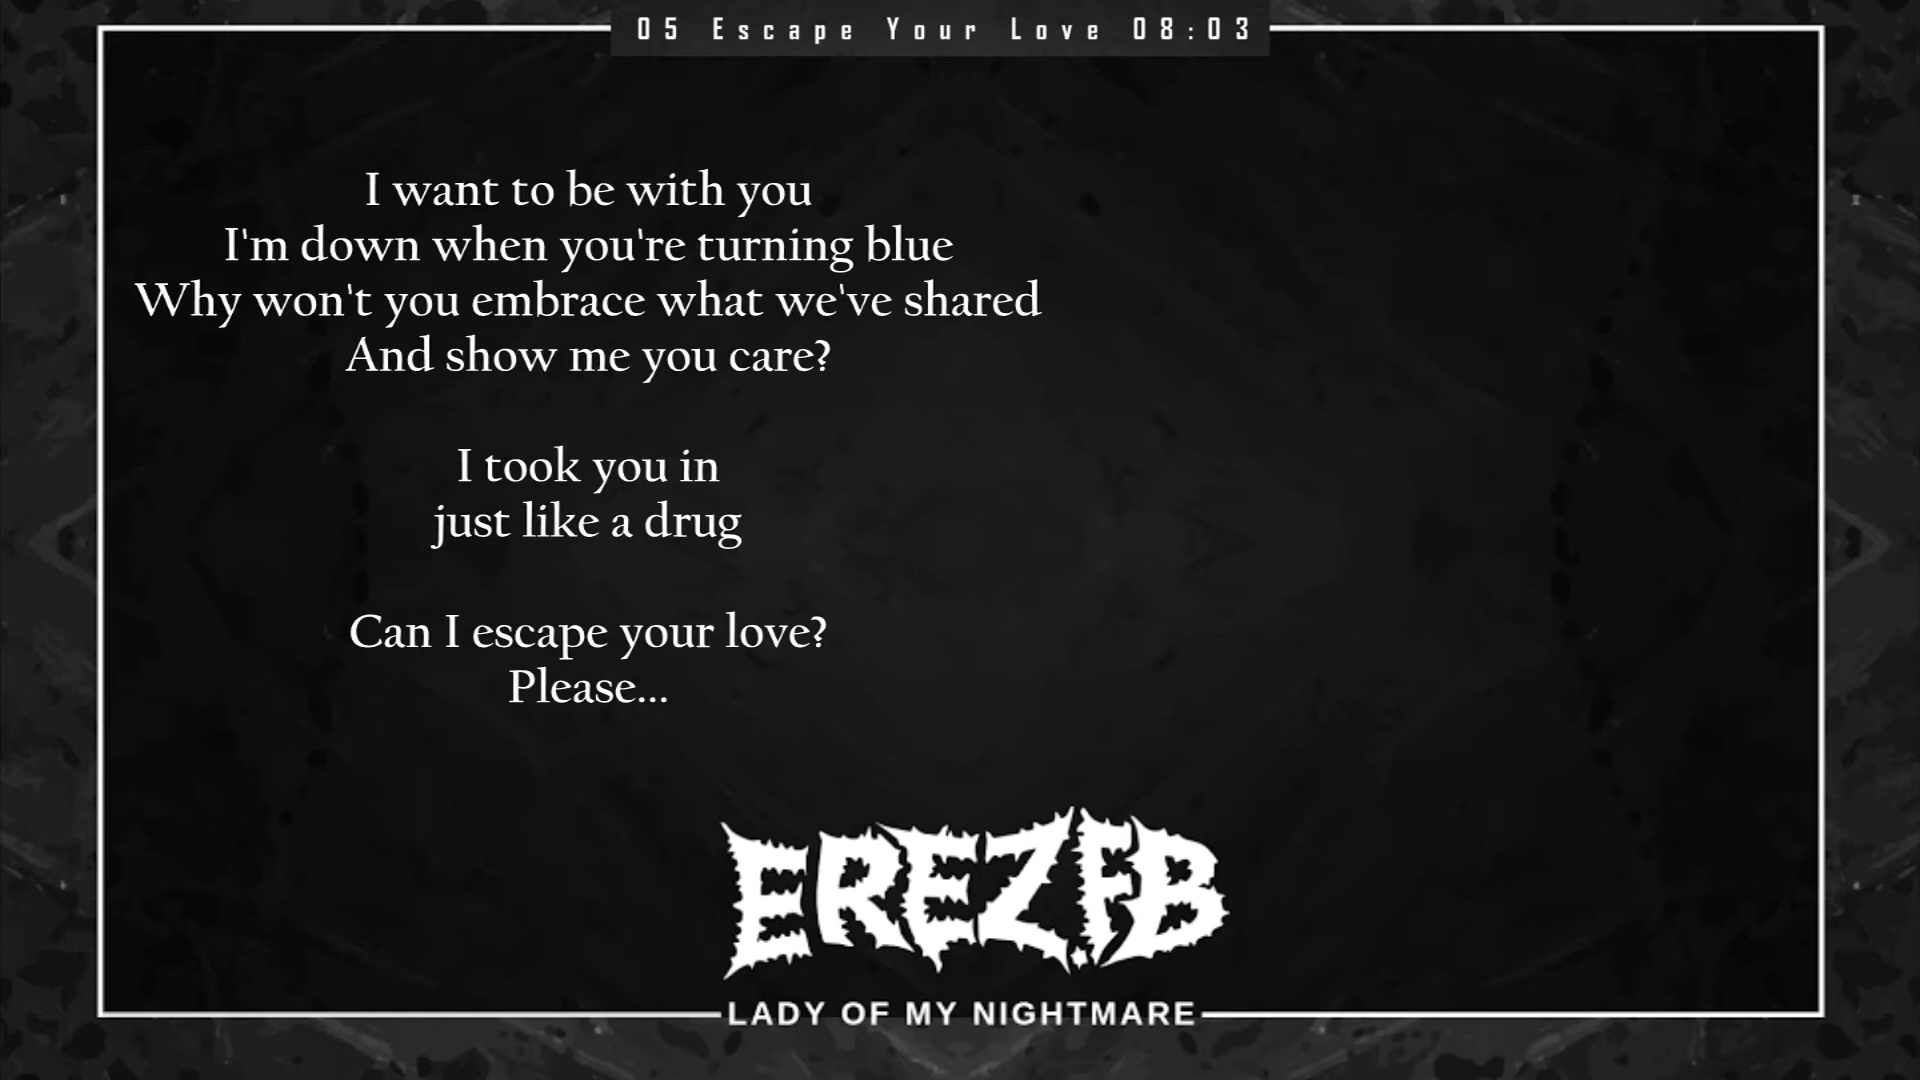 05 Escape Your Love 08:03
I want to be with you
I'm down when you're turning blue
Why won't you embrace what we've shared
And show me you care?
I took you in
just like a drug
Can I escape your love?
Please...
EREZ.FB
LADY OF MY NIGHTMARE